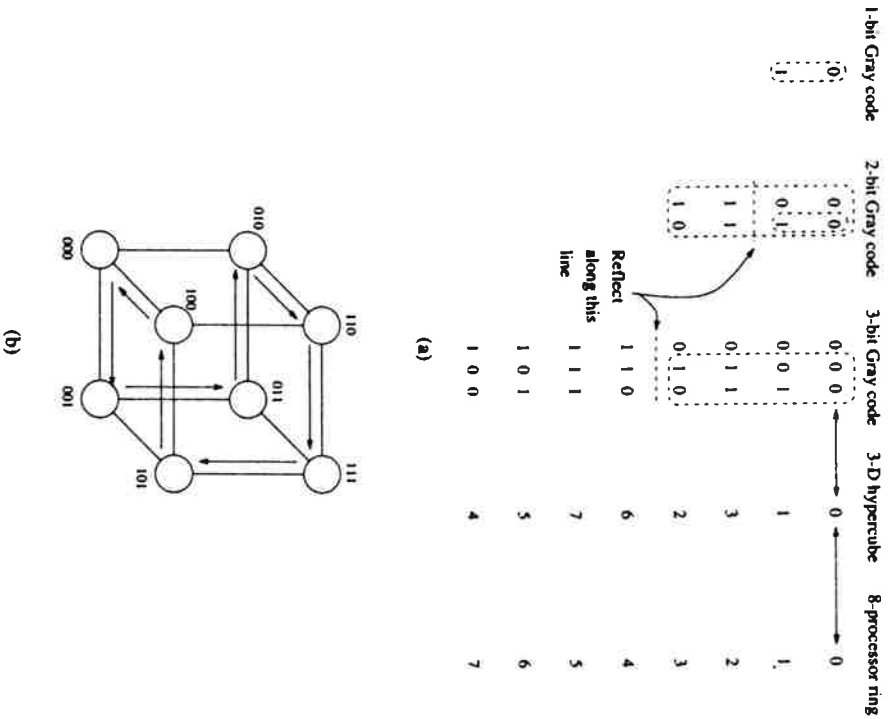 1-bit Gray code 2-bit Gray code 3-bit Gray code 3-D hypercube 8-processor ring
0 0 0 0 0 0 0 0
1 0 1 0 0 1 1 1
1 1 0 1 1 3 2
1 0 0 1 0 2 3
Reflect
along this
line
1 1 0 6 4
1 1 1 7 5
1 0 1 5 6
1 0 0 4 7
(a)
110 111
010 011
100 101
000 001
(b)